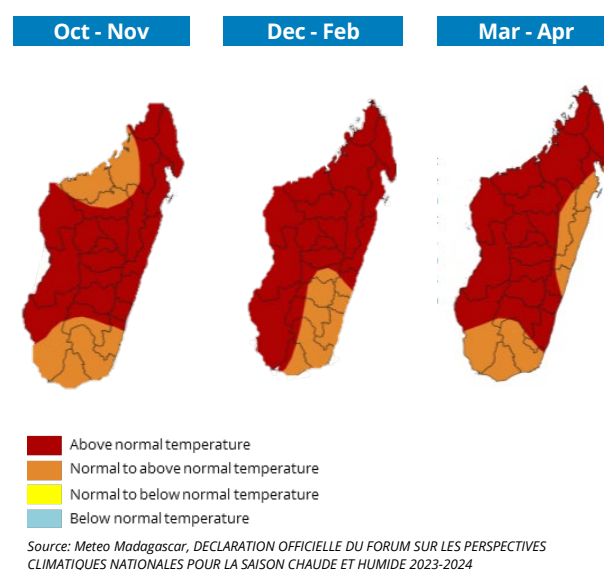 Oct - Nov
Dec - Feb
Mar - Apr
Above normal temperature
Normal to above normal temperature
Normal to below normal temperature
Below normal temperature
Source: Meteo Madagascar, DECLARATION OFFICIELLE DU FORUM SUR LES PERSPECTIVES
CLIMATIQUES NATIONALES POUR LA SAISON CHAUDE ET HUMIDE 2023-2024